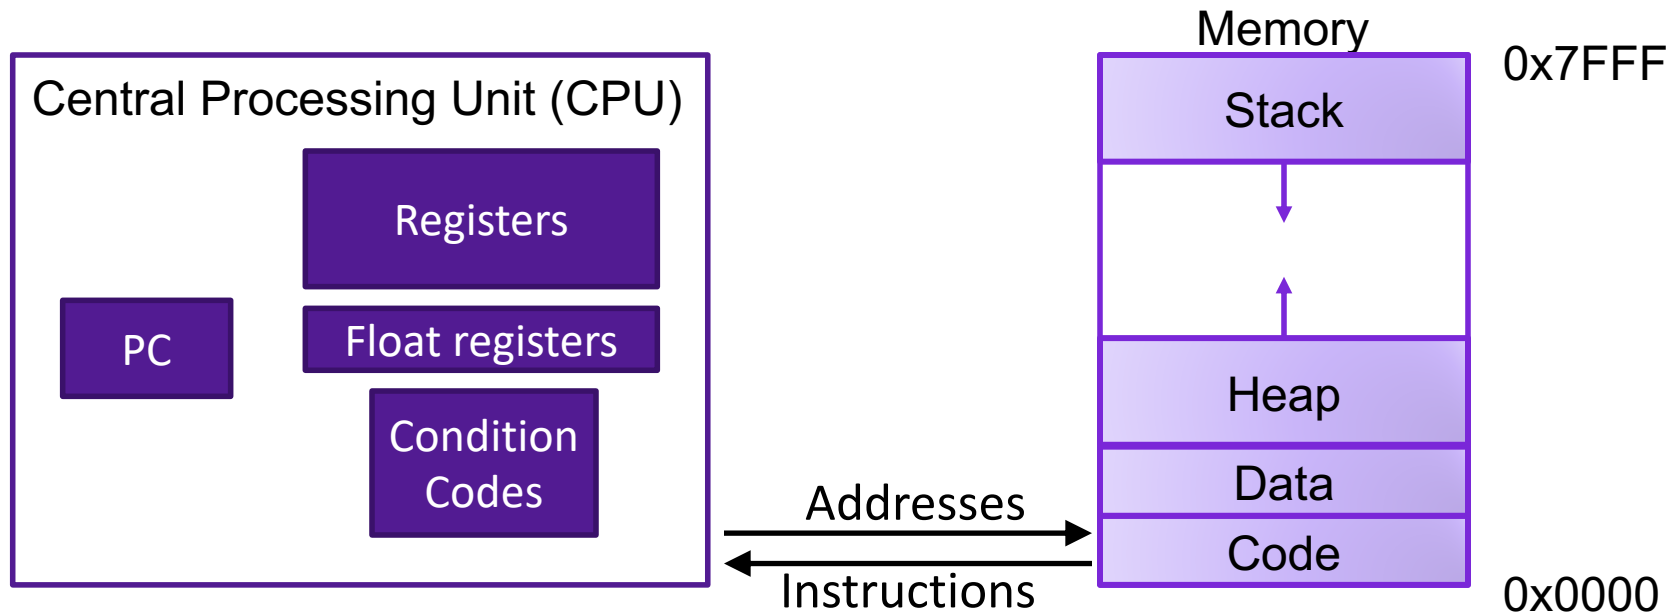 Central Processing Unit (CPU)
Registers
PC
Float registers
Condition
Codes
Addresses
Instructions
Memory
0x7FFF
Stack
Heap
Data
Code
0x0000